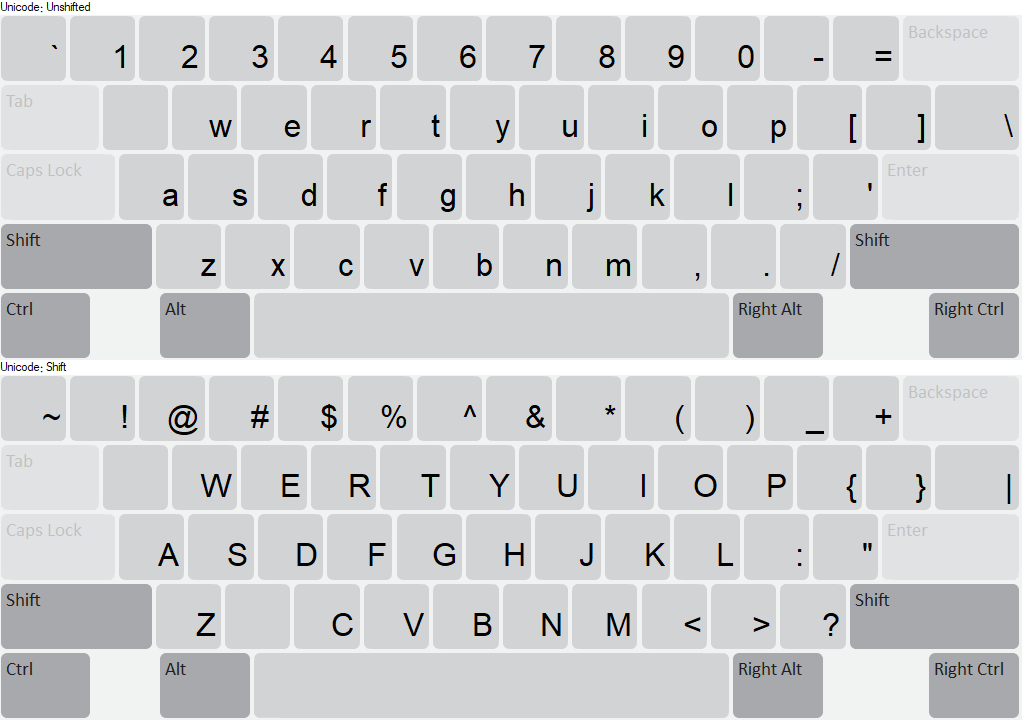 Unicode: Unshifted
` 1 2 3 4 5 6 7 8 9 0 - = Backspace
Tab w e r t y u i o p [ ] \
Caps Lock a s d f g h j k l ; ' Enter
Shift z x c v b n m , . / Shift
Ctrl Alt Right Alt Right Ctrl
Unicode: Shift
~ ! @ # $ % ^ & * ( ) _ + Backspace
Tab W E R T Y U I O P { } |
Caps Lock A S D F G H J K L : " Enter
Shift Z C V B N M < > ? Shift
Ctrl Alt Right Alt Right Ctrl